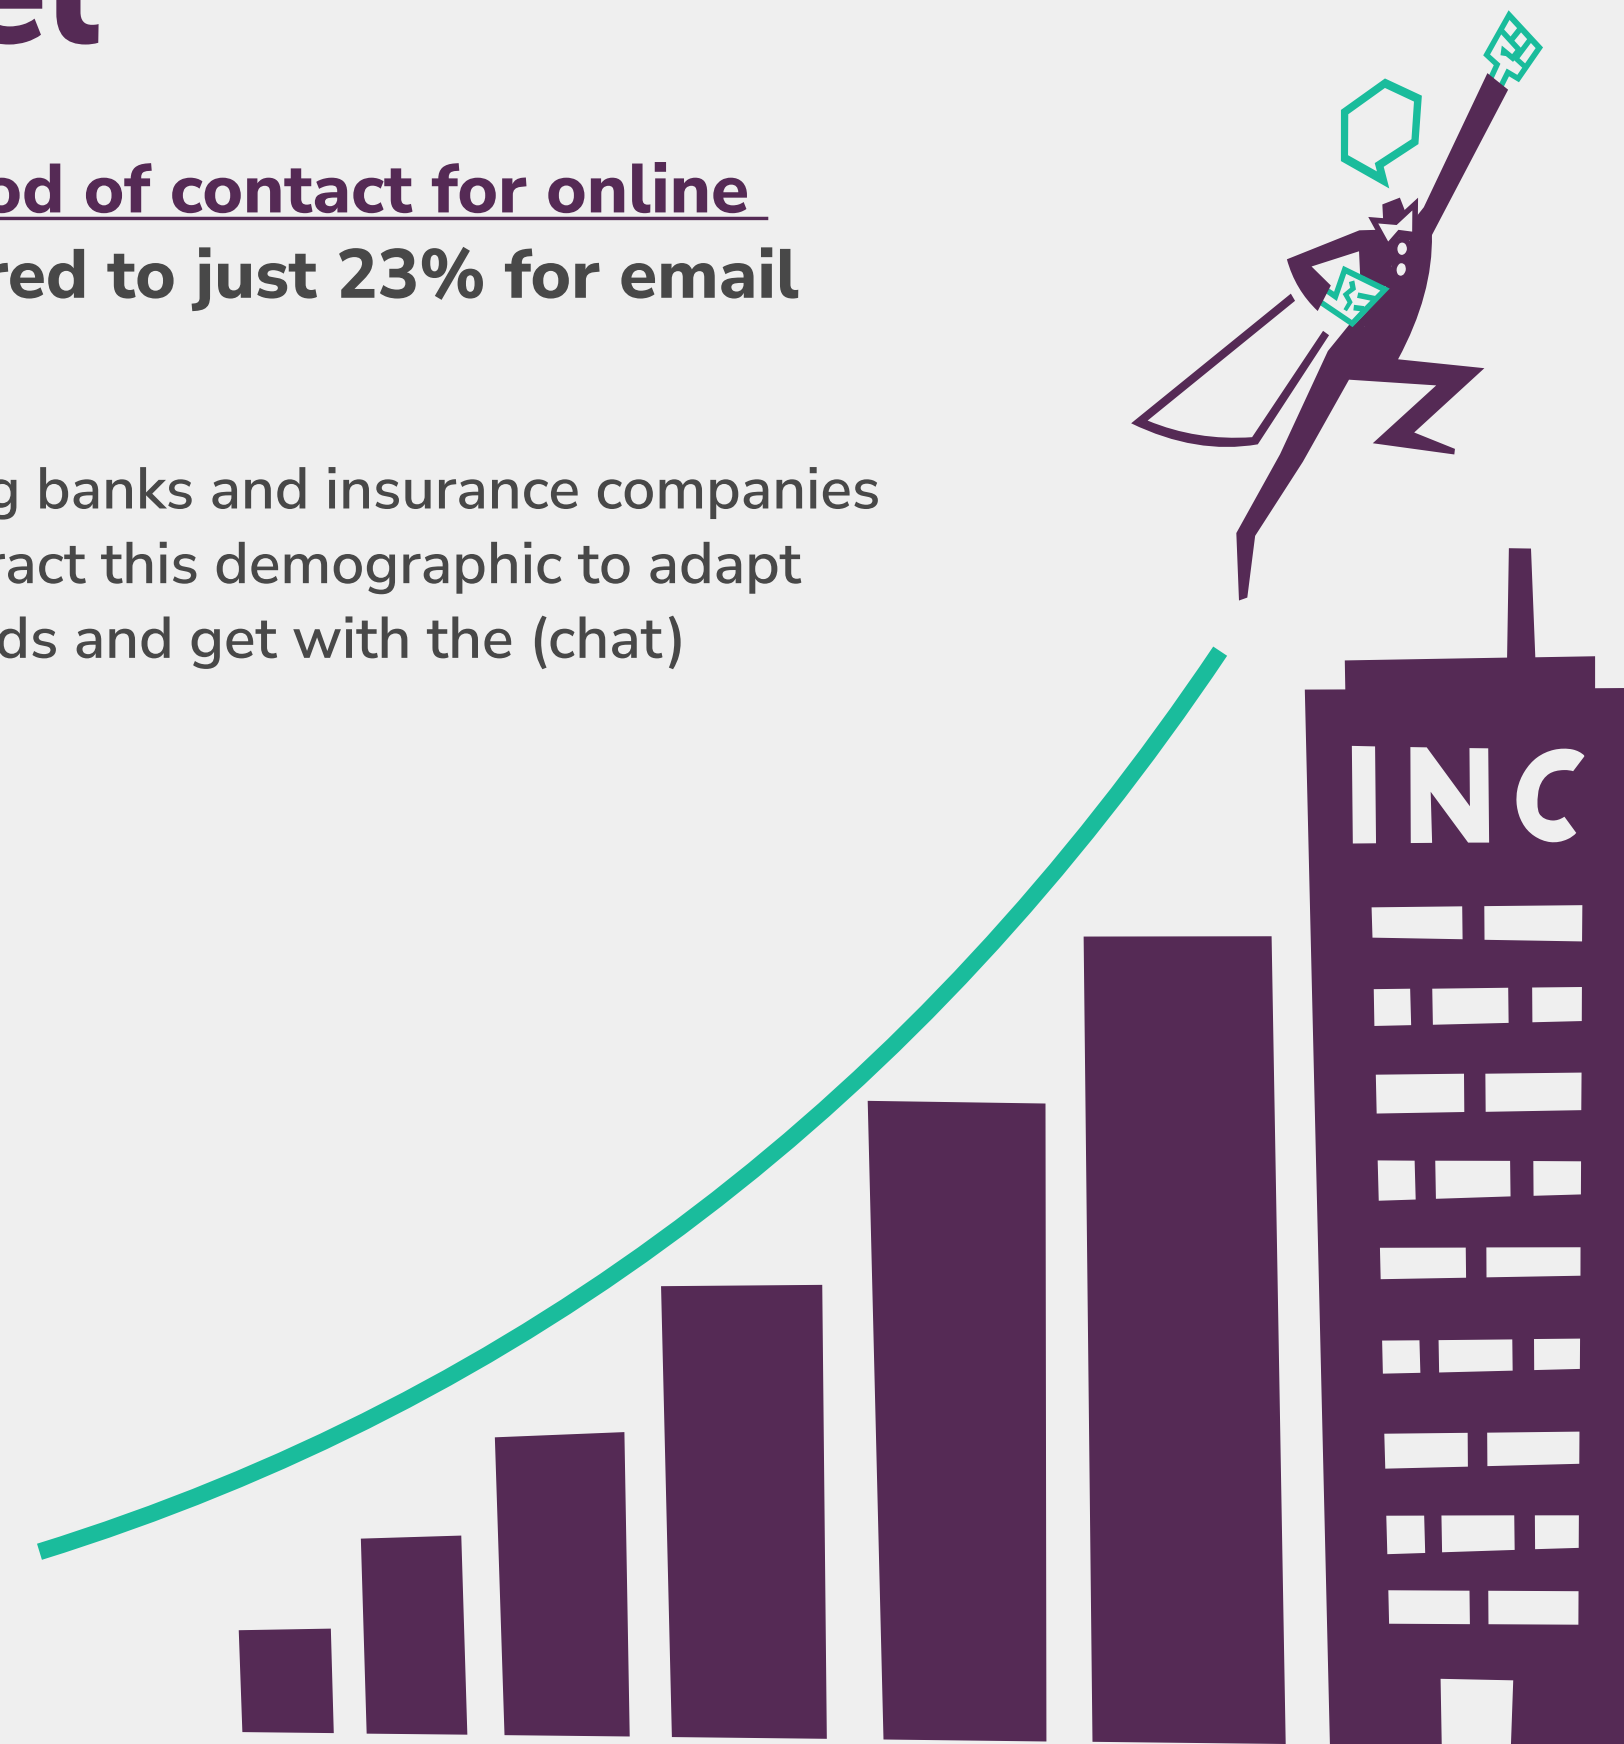 et
od of contact for online
red to just 23% for email
g banks and insurance companies
ract this demographic to adapt
ds and get with the (chat)
INC